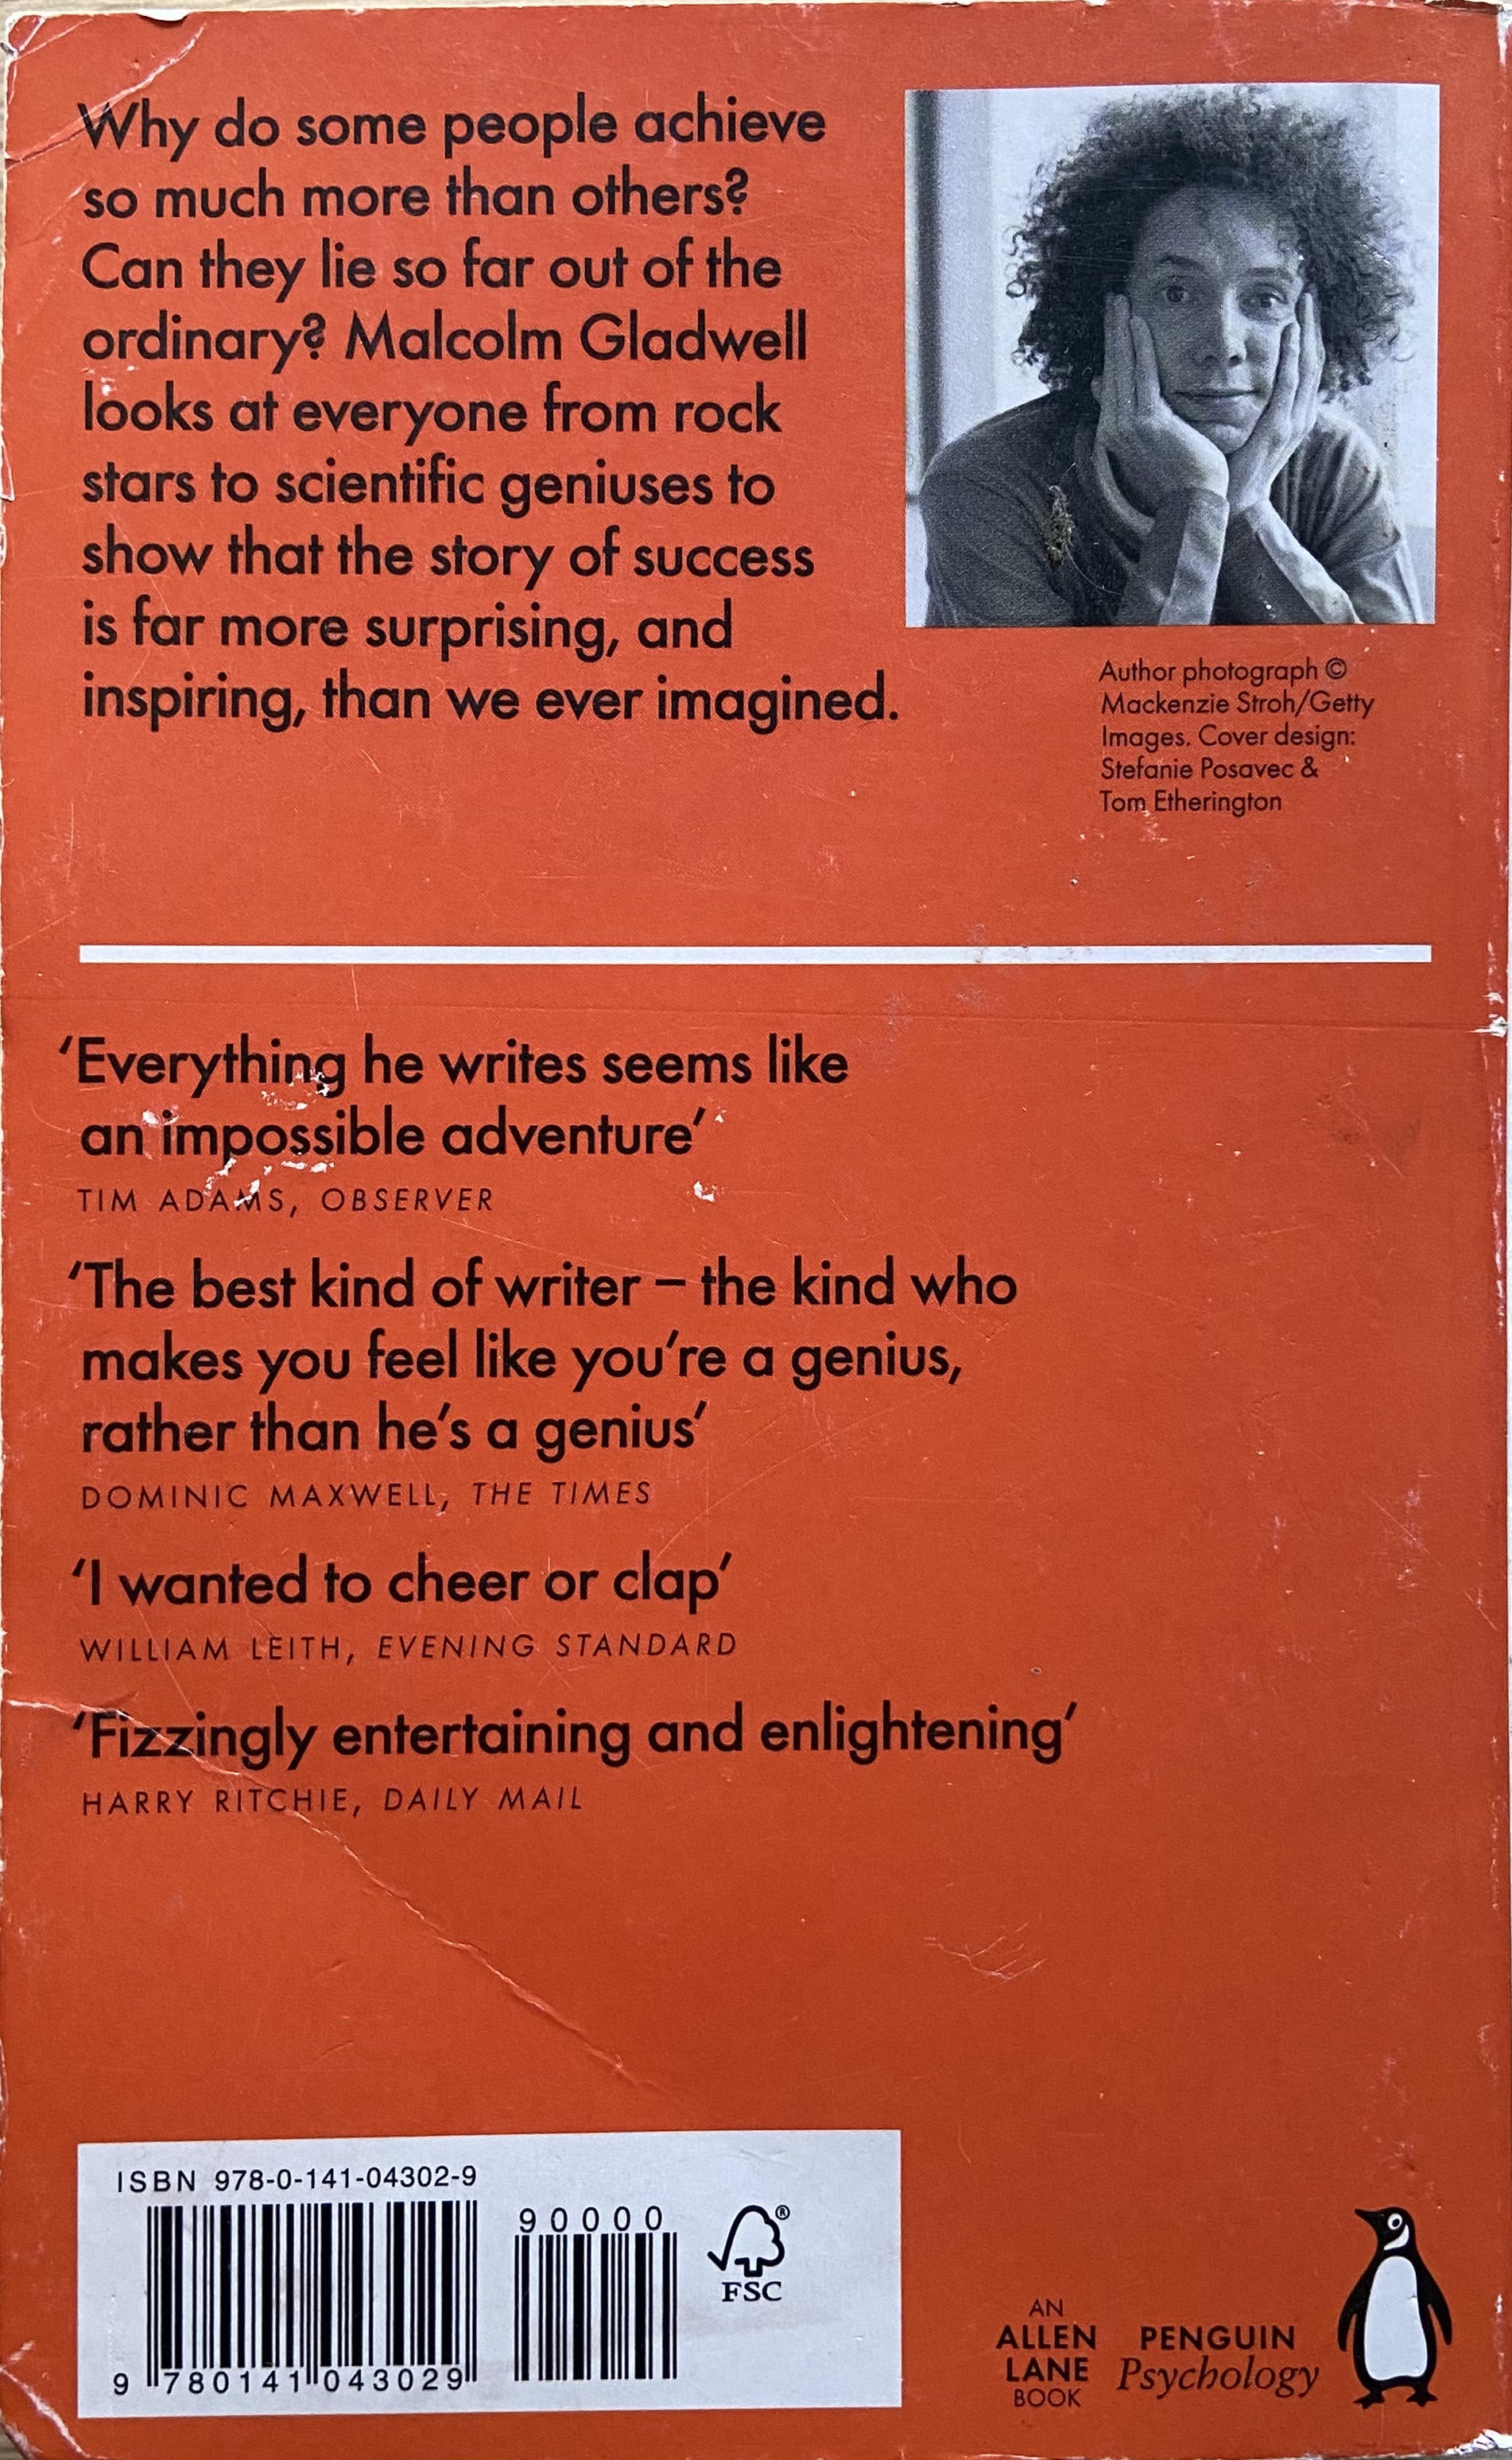 Why do some people achieve
so much more than others?
Can they lie so far out of the
ordinary? Malcolm Gladwell
looks at everyone from rock
stars to scientific geniuses to
show that the story of success
is far more surprising, and
inspiring, than we ever imagined.
Author photograph ©
Mackenzie Stroh/Getty
Images. Cover design:
Stefanie Posavec &
Tom Etherington
‘Everything he writes seems like
an impossible adventure’
TIM ADAMS, OBSERVER
‘The best kind of writer – the kind who
makes you feel like you’re a genius,
rather than he’s a genius’
DOMINIC MAXWELL, THE TIMES
‘I wanted to cheer or clap’
WILLIAM LEITH, EVENING STANDARD
‘Fizzingly entertaining and enlightening’
HARRY RITCHIE, DAILY MAIL
ISBN 978-0-141-04302-9
90000
9 780141 043029
®
FSC
AN
ALLEN
LANE
BOOK
PENGUIN
Psychology